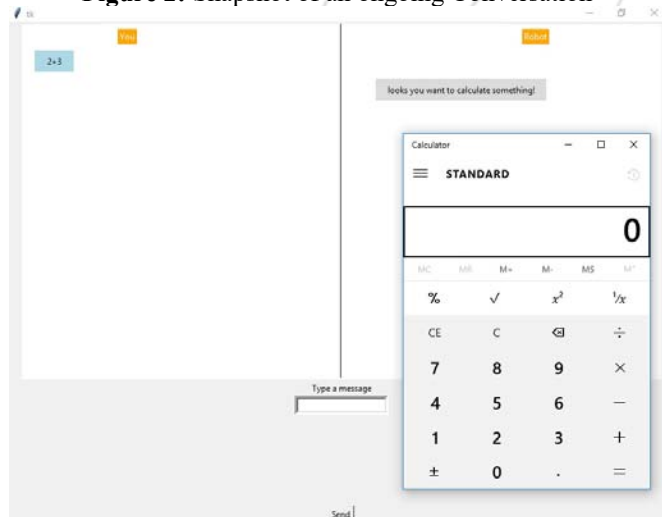 Figure 2: Snapshot of an ongoing Conversation
tk
You
Robot
2+3
looks you want to calculate something!
Calculator
STANDARD
0
MC MR M+ M- MS M˅
% √ x² ¹/x
CE C ⌫ ÷
7 8 9 ×
4 5 6 −
1 2 3 +
± 0 . =
Type a message
Send